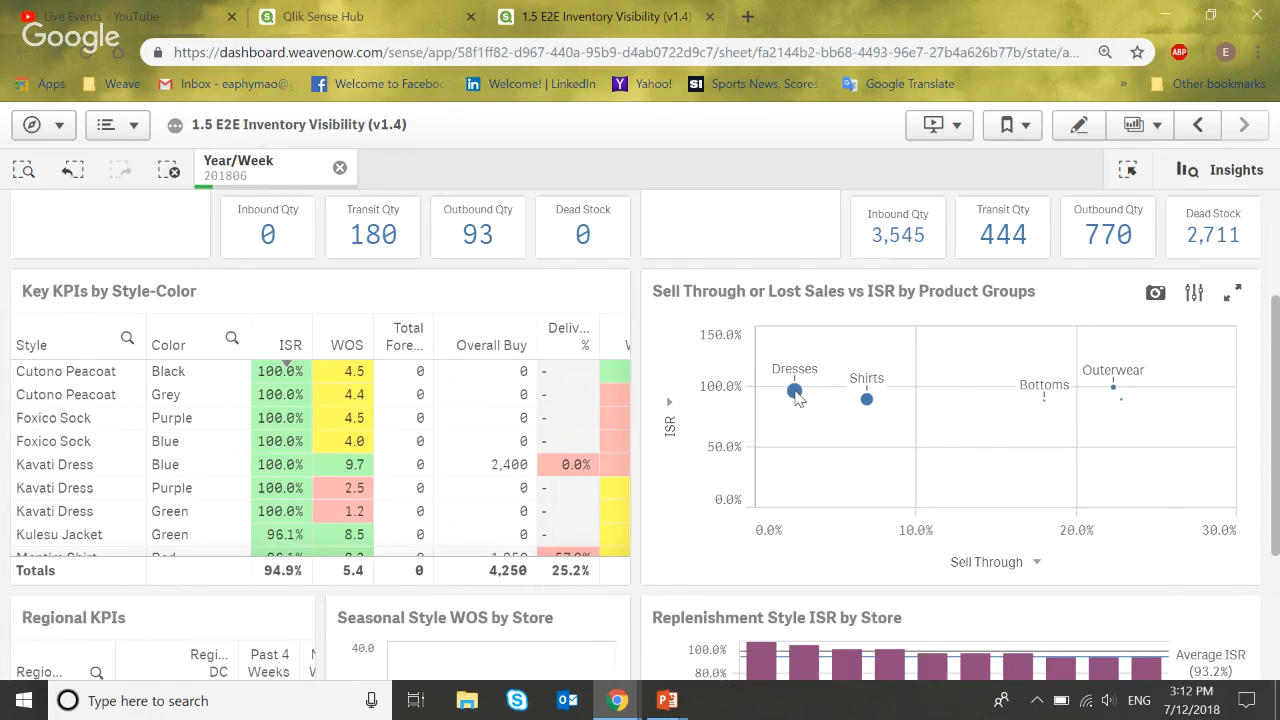 Live Events - YouTube
Qlik Sense Hub
1.5 E2E Inventory Visibility (v1.4)
Google
https://dashboard.weavenow.com/sense/app/58f1ff82-d967-440a-95b9-d4ab0722d9c7/sheet/fa2144b2-bb68-4493-96e7-27b4a626b77b/state/a...
ABP
E
Apps
Weave
Inbox - eaphymao@
Welcome to Facebo
Welcome! | LinkedIn
Yahoo!
Sports News, Scores
Google Translate
»
Other bookmarks
1.5 E2E Inventory Visibility (v1.4)
Year/Week
201806
Insights
Inbound Qty
0
Transit Qty
180
Outbound Qty
93
Dead Stock
0
Inbound Qty
3,545
Transit Qty
444
Outbound Qty
770
Dead Stock
2,711
Key KPIs by Style-Color
Style Color ISR WOS Total Fore... Overall Buy Deliv... %
Cutono Peacoat Black 100.0% 4.5 0 0 -
Cutono Peacoat Grey 100.0% 4.4 0 0 -
Foxico Sock Purple 100.0% 4.5 0 0 -
Foxico Sock Blue 100.0% 4.0 0 0 -
Kavati Dress Blue 100.0% 9.7 0 2,400 0.0%
Kavati Dress Purple 100.0% 2.5 0 0 -
Kavati Dress Green 100.0% 1.2 0 0 -
Kulesu Jacket Green 96.1% 8.5 0 0 -
Totals 94.9% 5.4 0 4,250 25.2%
Sell Through or Lost Sales vs ISR by Product Groups
150.0%
100.0%
50.0%
0.0%
ISR
Dresses
Shirts
Bottoms
Outerwear
0.0% 10.0% 20.0% 30.0%
Sell Through
Regional KPIs
Regio...
Regi... DC
Past 4 Weeks
Seasonal Style WOS by Store
40.0
Replenishment Style ISR by Store
100.0%
80.0%
Average ISR
(93.2%)
Type here to search
ENG
3:12 PM
7/12/2018